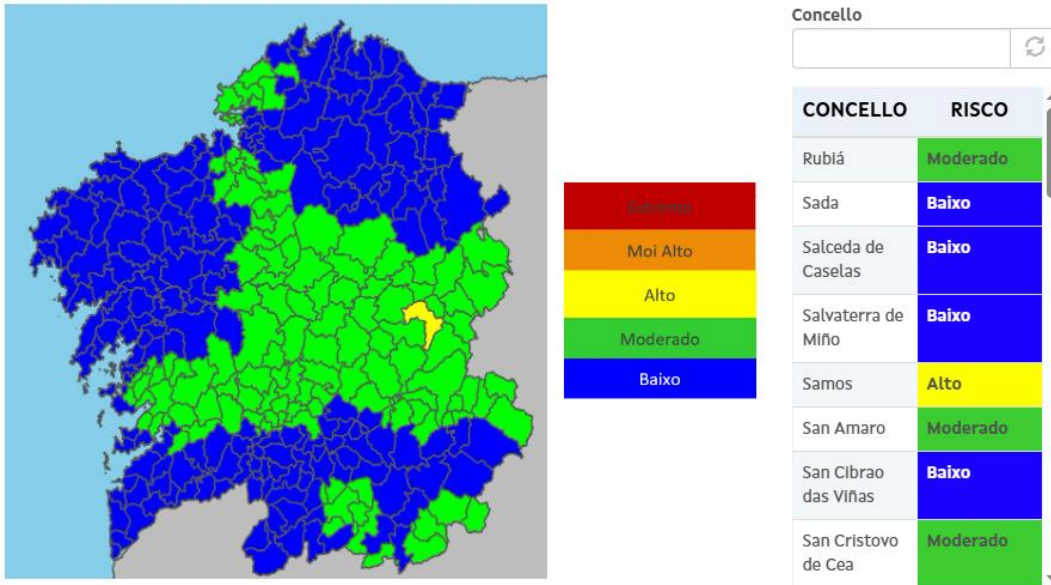 Concello
Extremo
Moi Alto
Alto
Moderado
Baixo
CONCELLO RISCO
Rubiá Moderado
Sada Baixo
Salceda de Baixo
Caselas
Salvaterra de Baixo
Miño
Samos Alto
San Amaro Moderado
San Cibrao Baixo
das Viñas
San Cristovo Moderado
de Cea